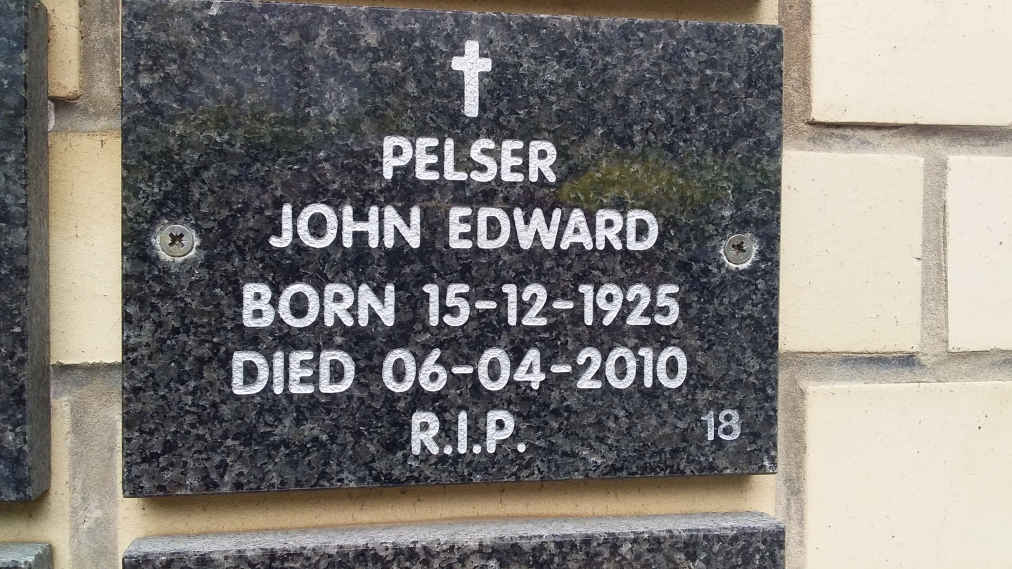 PELSER
JOHN EDWARD
BORN 15-12-1925
DIED 06-04-2010
R.I.P.
18